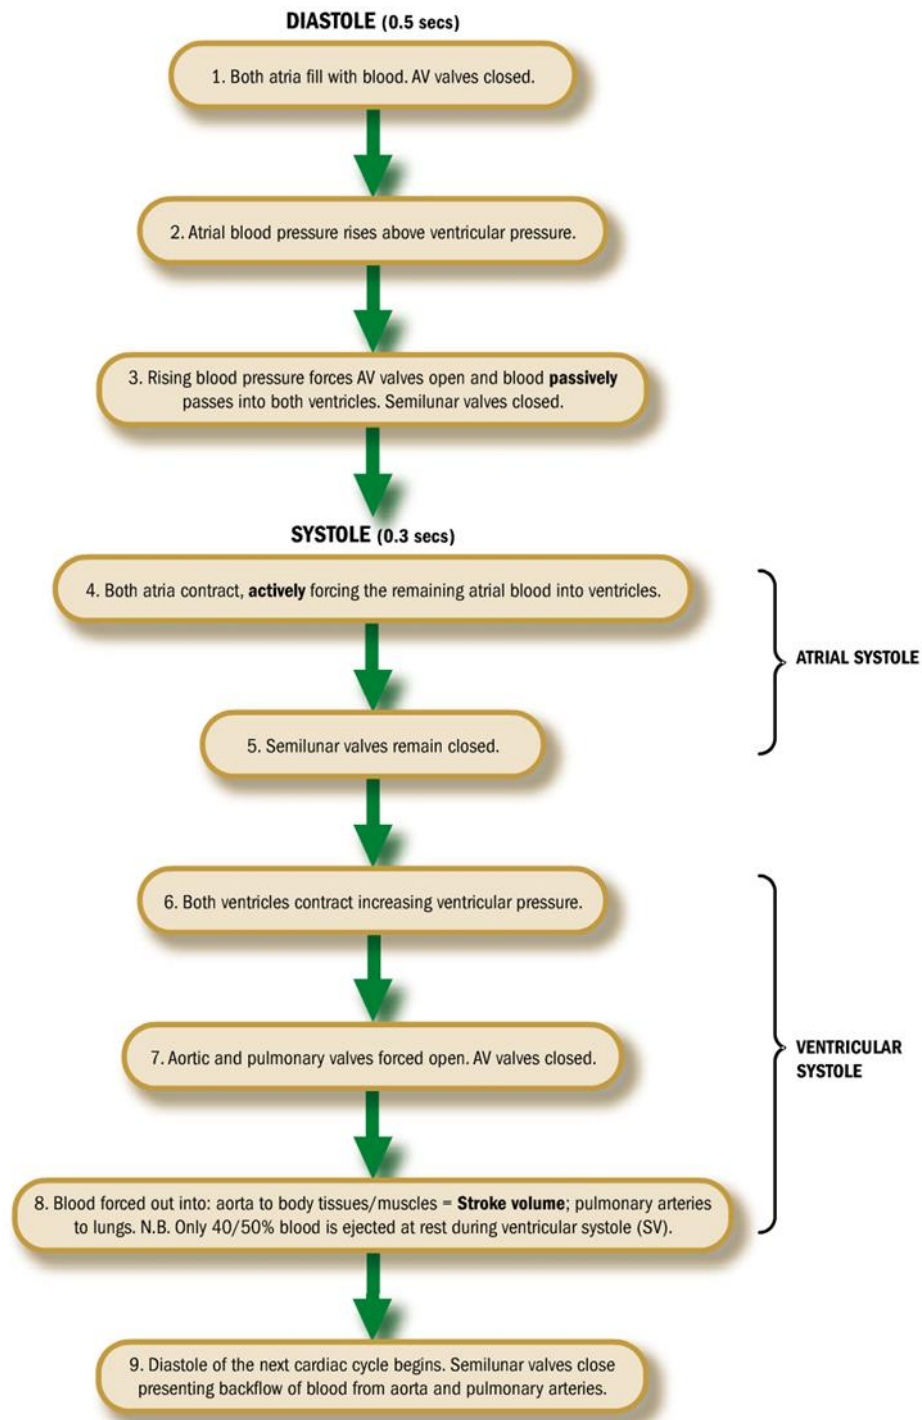 DIASTOLE (0.5 secs)
1. Both atria fill with blood. AV valves closed.
2. Atrial blood pressure rises above ventricular pressure.
3. Rising blood pressure forces AV valves open and blood passively
passes into both ventricles. Semilunar valves closed.
SYSTOLE (0.3 secs)
4. Both atria contract, actively forcing the remaining atrial blood into ventricles.
ATRIAL SYSTOLE
5. Semilunar valves remain closed.
6. Both ventricles contract increasing ventricular pressure.
7. Aortic and pulmonary valves forced open. AV valves closed.
VENTRICULAR
SYSTOLE
8. Blood forced out into: aorta to body tissues/muscles = Stroke volume; pulmonary arteries
to lungs. N.B. Only 40/50% blood is ejected at rest during ventricular systole (SV).
9. Diastole of the next cardiac cycle begins. Semilunar valves close
presenting backflow of blood from aorta and pulmonary arteries.